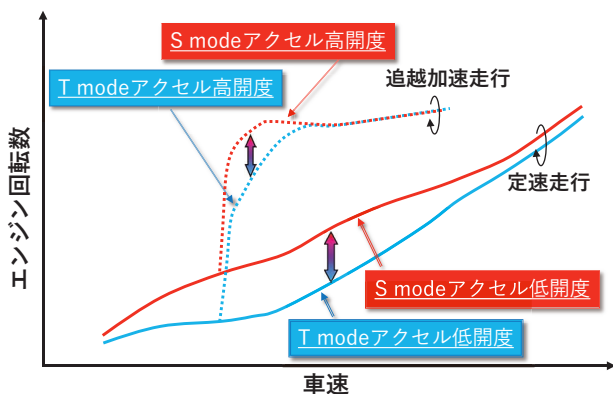 S modeアクセル高開度
T modeアクセル高開度
追越加速走行
定速走行
S modeアクセル低開度
T modeアクセル低開度
エンジン回転数
車速